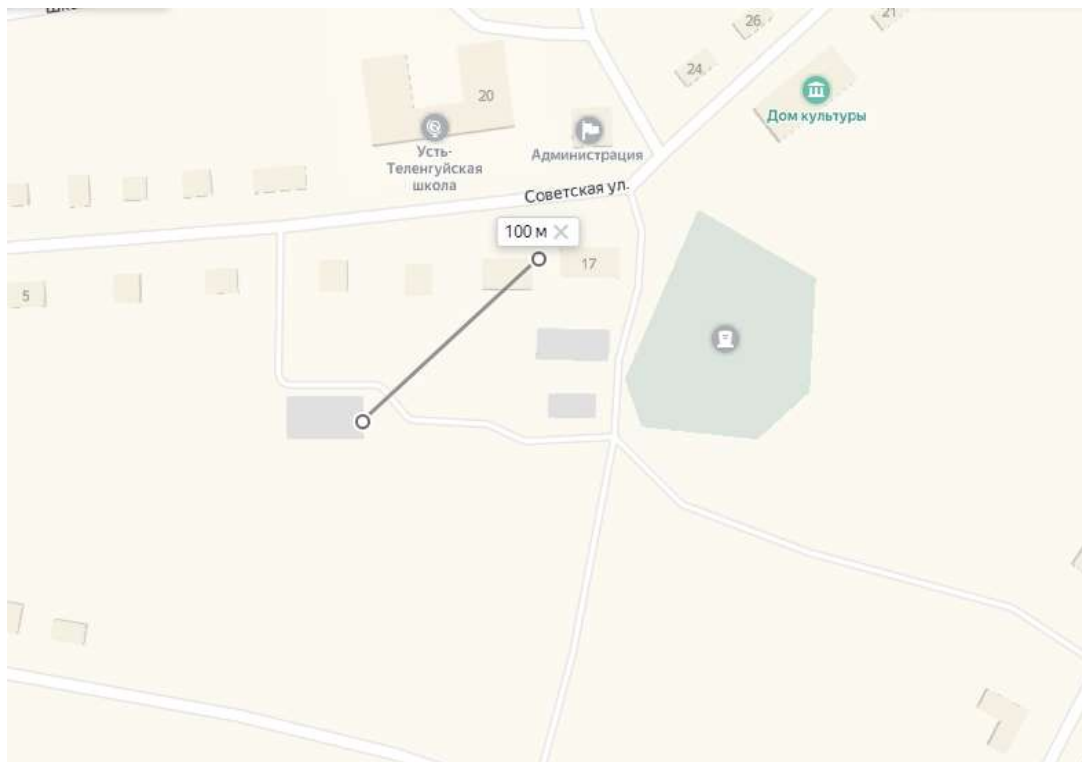 26
21
24
20
Дом культуры
Усть-
Теленгуйская
школа
Администрация
Советская ул.
100 м
17
5